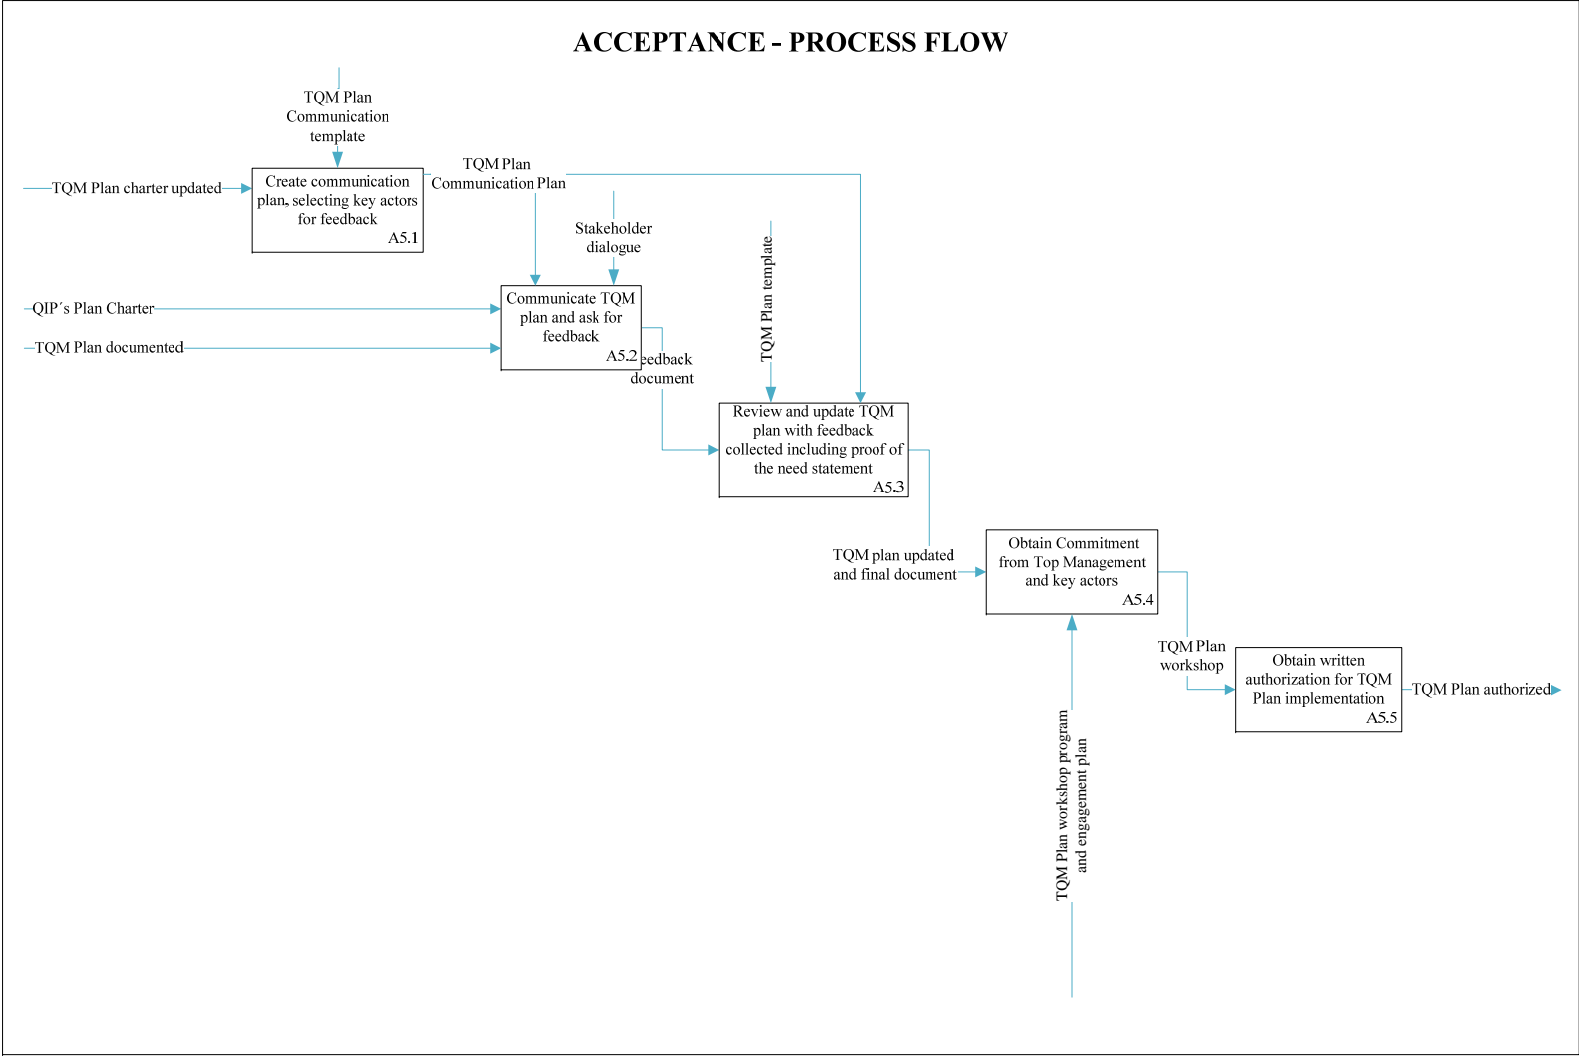 ACCEPTANCE - PROCESS FLOW
TQM Plan
Communication
template
TQM Plan charter updated
Create communication
plan, selecting key actors
for feedback
A5.1
TQM Plan
Communication Plan
Stakeholder
dialogue
TQM Plan template
QIP´s Plan Charter
TQM Plan documented
Communicate TQM
plan and ask for
feedback
A5.2
eedback
document
Review and update TQM
plan with feedback
collected including proof of
the need statement
A5.3
TQM plan updated
and final document
Obtain Commitment
from Top Management
and key actors
A5.4
TQM Plan
workshop
TQM Plan workshop program
and engagement plan
Obtain written
authorization for TQM
Plan implementation
A5.5
TQM Plan authorized